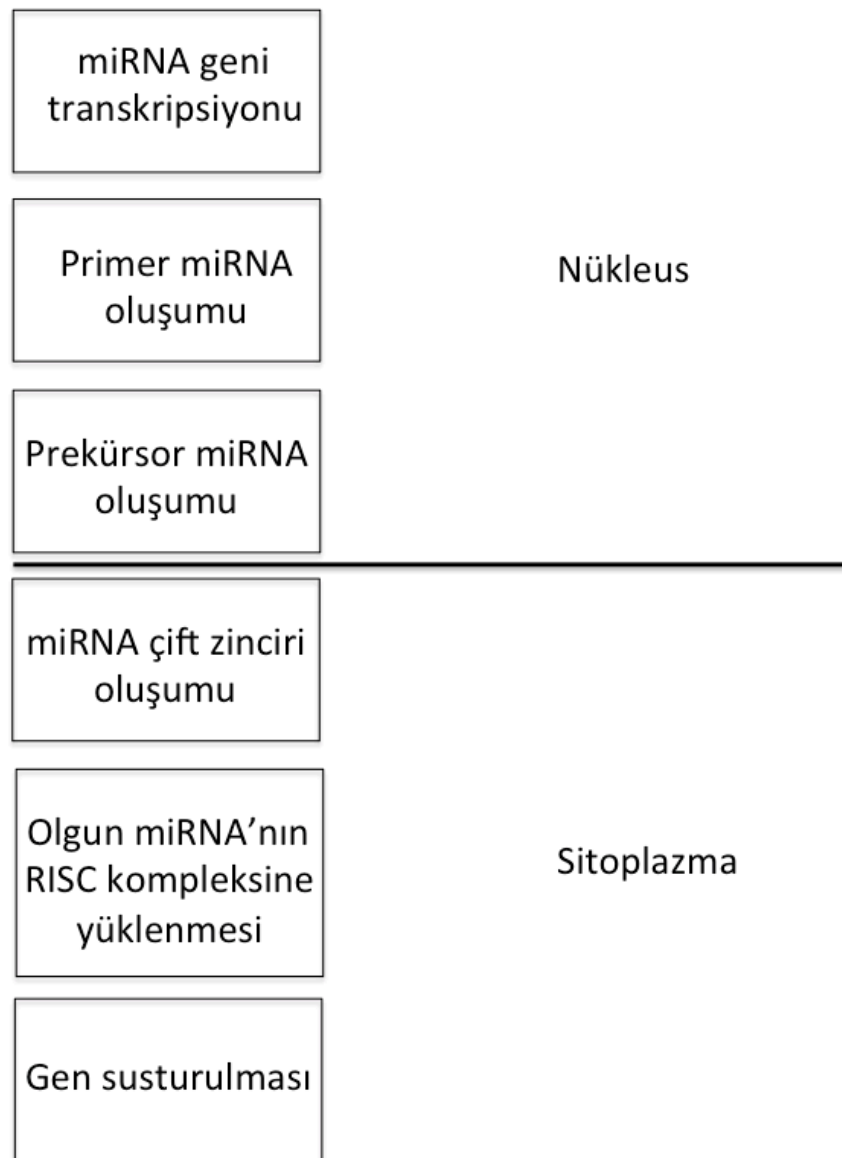 miRNA geni
transkripsiyonu
Primer miRNA
oluşumu
Nükleus
Prekürsor miRNA
oluşumu
miRNA çift zinciri
oluşumu
Olgun miRNA’nın
RISC kompleksine
yüklenmesi
Sitoplazma
Gen susturulması